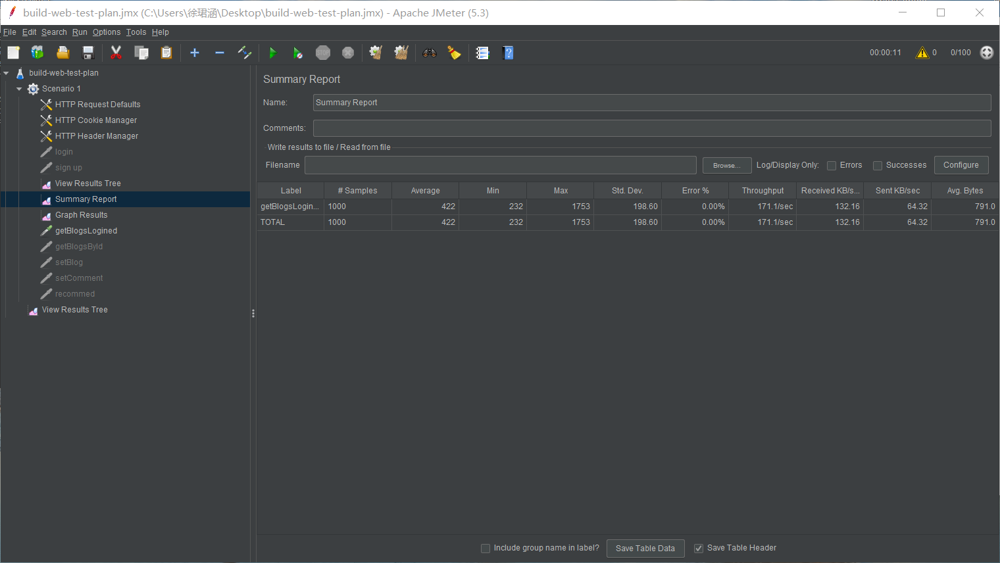 build-web-test-plan.jmx (C:\Users\徐珺涵\Desktop\build-web-test-plan.jmx) - Apache JMeter (5.3)
File Edit Search Run Options Tools Help
STOP 00:00:11 0 0/100
build-web-test-plan
Scenario 1
HTTP Request Defaults
HTTP Cookie Manager
HTTP Header Manager
login
sign up
View Results Tree
Summary Report
Graph Results
getBlogsLogined
getBlogsById
setBlog
setComment
recommed
View Results Tree
Summary Report
Name: Summary Report
Comments:
Write results to file / Read from file
Filename Browse... Log/Display Only: Errors Successes Configure
Label # Samples Average Min Max Std. Dev. Error % Throughput Received KB/s... Sent KB/sec Avg. Bytes
getBlogsLogin... 1000 422 232 1753 198.60 0.00% 171.1/sec 132.16 64.32 791.0
TOTAL 1000 422 232 1753 198.60 0.00% 171.1/sec 132.16 64.32 791.0
Include group name in label? Save Table Data Save Table Header